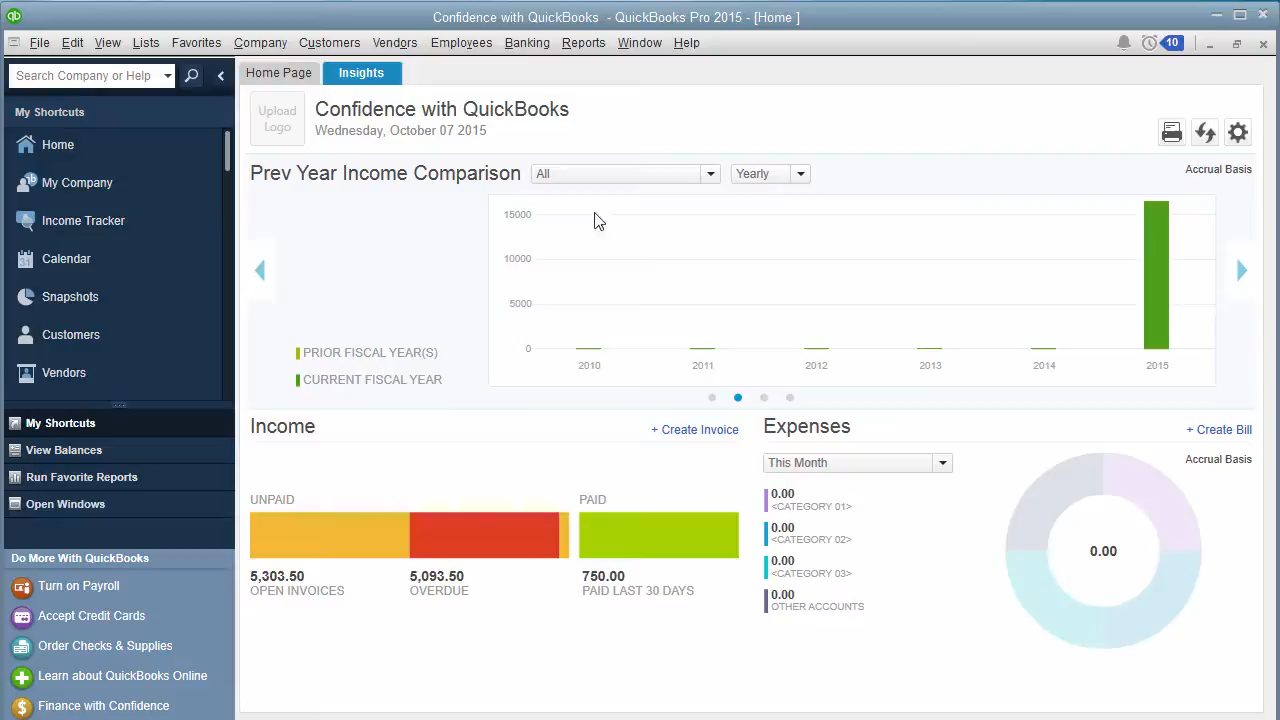 qb
Confidence with QuickBooks - QuickBooks Pro 2015 - [Home ]
File Edit View Lists Favorites Company Customers Vendors Employees Banking Reports Window Help
10
Search Company or Help
My Shortcuts
Home
My Company
Income Tracker
Calendar
Snapshots
Customers
Vendors
My Shortcuts
View Balances
Run Favorite Reports
Open Windows
Do More With QuickBooks
Turn on Payroll
Accept Credit Cards
Order Checks & Supplies
Learn about QuickBooks Online
Finance with Confidence
Home Page Insights
Upload
Logo
Confidence with QuickBooks
Wednesday, October 07 2015
Prev Year Income Comparison All Yearly
Accrual Basis
15000
10000
5000
0
2010 2011 2012 2013 2014 2015
PRIOR FISCAL YEAR(S)
CURRENT FISCAL YEAR
Income
+ Create Invoice
UNPAID
PAID
5,303.50
OPEN INVOICES
5,093.50
OVERDUE
750.00
PAID LAST 30 DAYS
Expenses
+ Create Bill
This Month
Accrual Basis
0.00
<CATEGORY 01>
0.00
<CATEGORY 02>
0.00
<CATEGORY 03>
0.00
OTHER ACCOUNTS
0.00